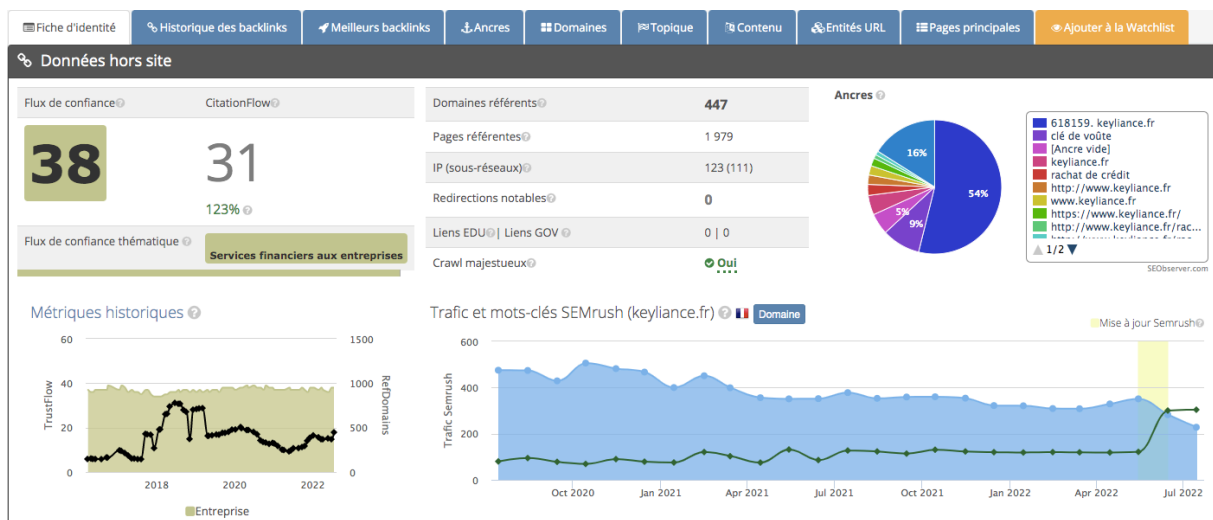 Fiche d'identité
Historique des backlinks
Meilleurs backlinks
Ancres
Domaines
Topique
Contenu
Entités URL
Pages principales
Ajouter à la Watchlist
Données hors site
Flux de confiance
CitationFlow
38
31
123%
Flux de confiance thématique
Services financiers aux entreprises
Domaines référents
447
Pages référentes
1 979
IP (sous-réseaux)
123 (111)
Redirections notables
0
Liens EDU | Liens GOV
0 | 0
Crawl majestueux
Oui
Ancres
16%
54%
5%
9%
618159. keyliance.fr
clé de voûte
[Ancre vide]
keyliance.fr
rachat de crédit
http://www.keyliance.fr
www.keyliance.fr
https://www.keyliance.fr/
http://www.keyliance.fr/rac...
1/2
SEObserver.com
Métriques historiques
60
40
20
0
TrustFlow
1500
1000
500
0
RefDomains
2018
2020
2022
Entreprise
Trafic et mots-clés SEMrush (keyliance.fr)
Domaine
Mise à jour Semrush
600
400
200
0
Trafic Semrush
Oct 2020
Jan 2021
Apr 2021
Jul 2021
Oct 2021
Jan 2022
Apr 2022
Jul 2022